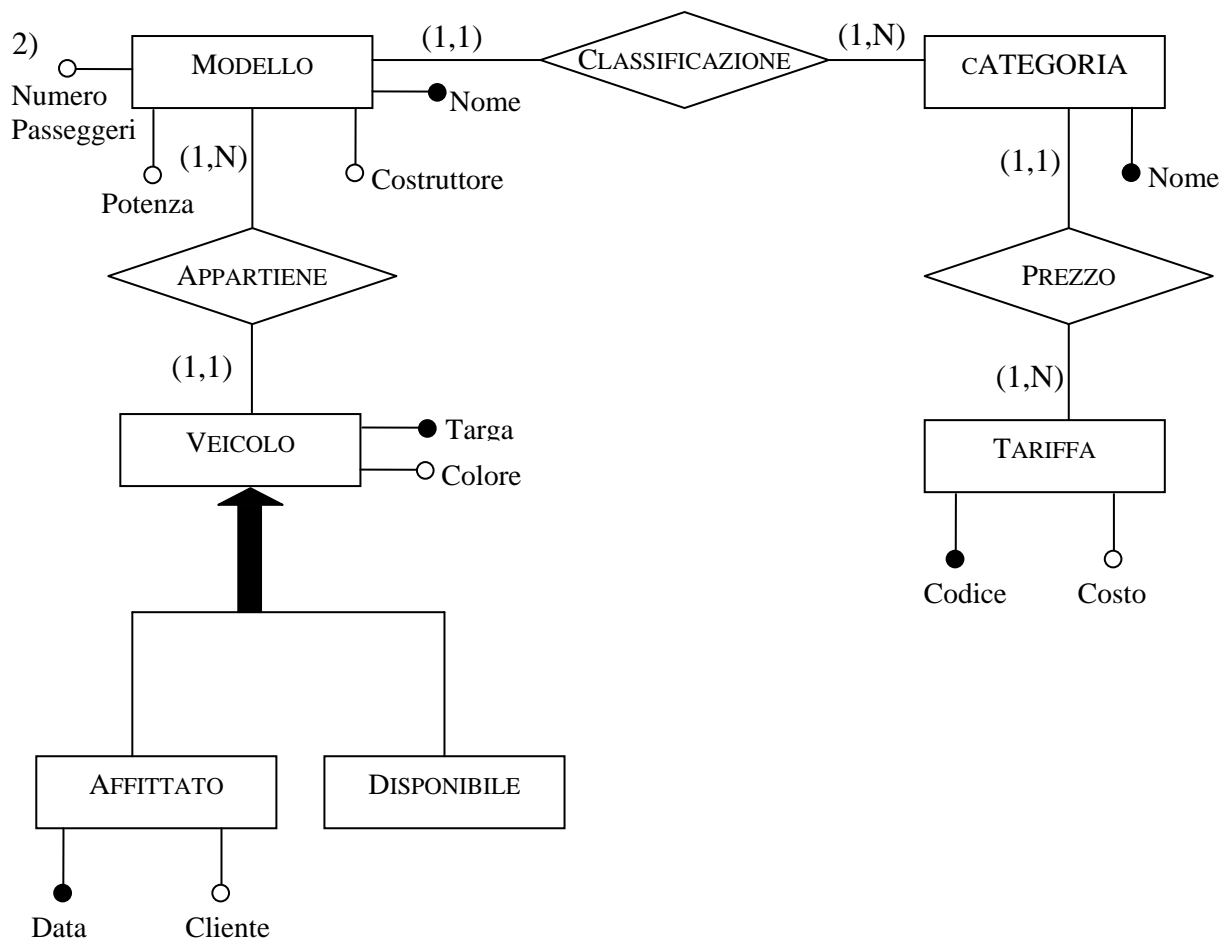 2)
MODELLO
(1,1)
CLASSIFICAZIONE
(1,N)
cATEGORIA
Numero
Passeggeri
Nome
(1,N)
Potenza
Costruttore
(1,1)
Nome
APPARTIENE
PREZZO
(1,1)
(1,N)
VEICOLO
Targa
Colore
TARIFFA
Codice
Costo
AFFITTATO
DISPONIBILE
Data
Cliente